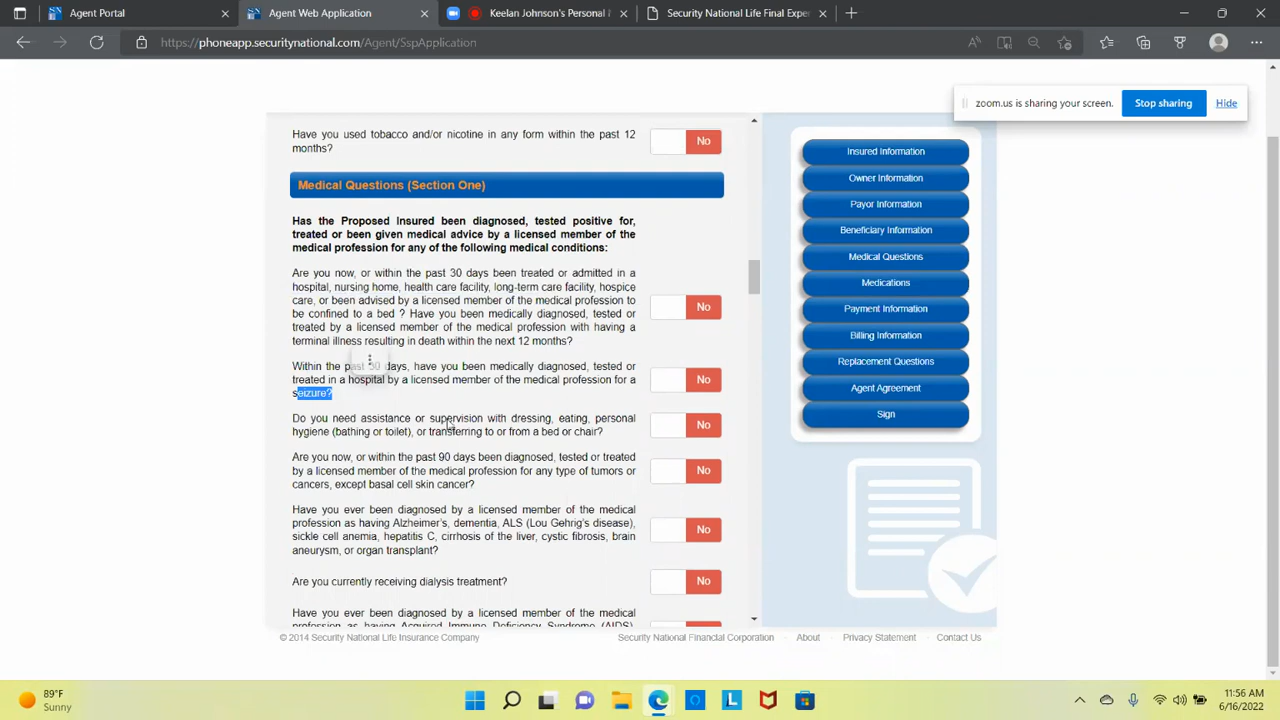 Agent Portal
Agent Web Application
Keelan Johnson's Personal
Security National Life Final Expe
https://phoneapp.securitynational.com/Agent/SspApplication
zoom.us is sharing your screen.
Stop sharing
Hide
Have you used tobacco and/or nicotine in any form within the past 12
months?
No
Medical Questions (Section One)
Has the Proposed Insured been diagnosed, tested positive for,
treated or been given medical advice by a licensed member of the
medical profession for any of the following medical conditions:
Are you now, or within the past 30 days been treated or admitted in a
hospital, nursing home, health care facility, long-term care facility, hospice
care, or been advised by a licensed member of the medical profession to
be confined to a bed ? Have you been medically diagnosed, tested or
treated by a licensed member of the medical profession with having a
terminal illness resulting in death within the next 12 months?
No
Within the past days, have you been medically diagnosed, tested or
treated in a hospital by a licensed member of the medical profession for a
seizure?
No
Do you need assistance or supervision with dressing, eating, personal
hygiene (bathing or toilet), or transferring to or from a bed or chair?
No
Are you now, or within the past 90 days been diagnosed, tested or treated
by a licensed member of the medical profession for any type of tumors or
cancers, except basal cell skin cancer?
No
Have you ever been diagnosed by a licensed member of the medical
profession as having Alzheimer's, dementia, ALS (Lou Gehrig's disease),
sickle cell anemia, hepatitis C, cirrhosis of the liver, cystic fibrosis, brain
aneurysm, or organ transplant?
No
Are you currently receiving dialysis treatment?
No
Have you ever been diagnosed by a licensed member of the medical
profession as having Acquired Immune Deficiency Syndrome (AIDS),
Insured Information
Owner Information
Payor Information
Beneficiary Information
Medical Questions
Medications
Payment Information
Billing Information
Replacement Questions
Agent Agreement
Sign
© 2014 Security National Life Insurance Company
Security National Financial Corporation
About
Privacy Statement
Contact Us
89°F
Sunny
11:56 AM
6/16/2022